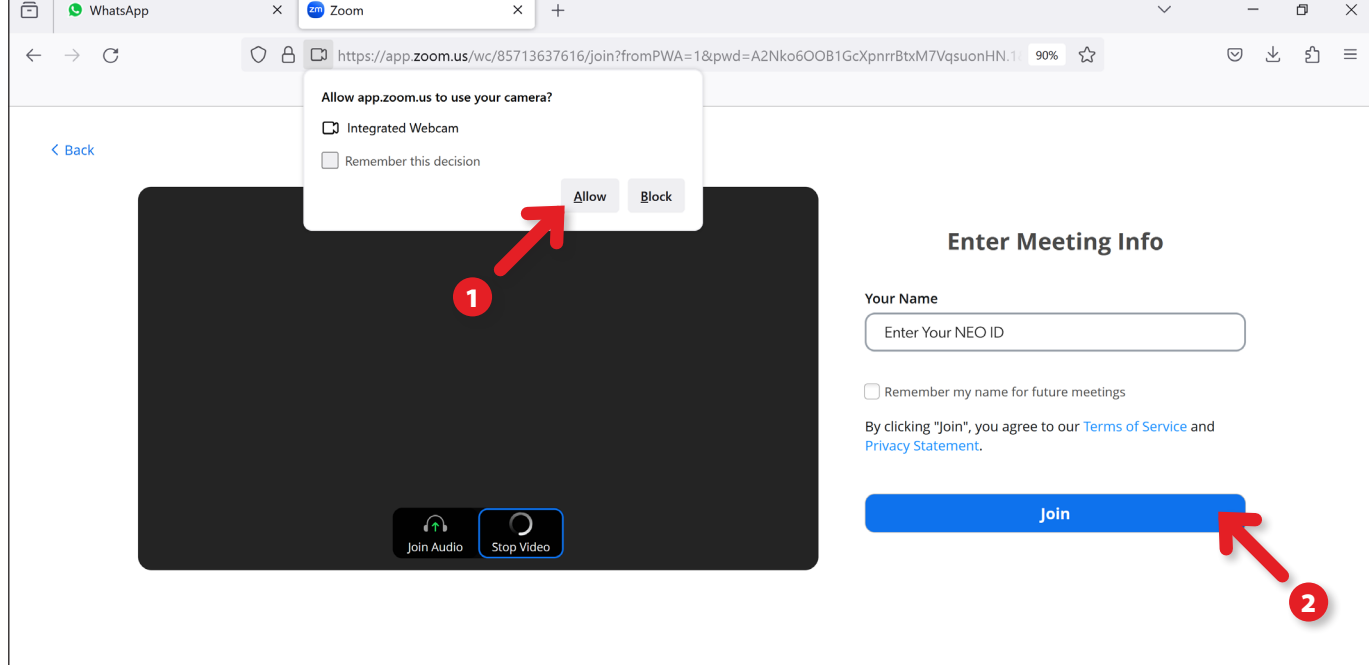 WhatsApp
zm Zoom
https://app.zoom.us/wc/85713637616/join?fromPWA=1&pwd=A2Nko6OOB1GcXpnrrBtxM7VqsuonHN.1
90%
Allow app.zoom.us to use your camera?
Integrated Webcam
Remember this decision
Allow
Block
< Back
1
Enter Meeting Info
Your Name
Enter Your NEO ID
Remember my name for future meetings
By clicking "Join", you agree to our Terms of Service and
Privacy Statement.
Join
Join Audio
Stop Video
2